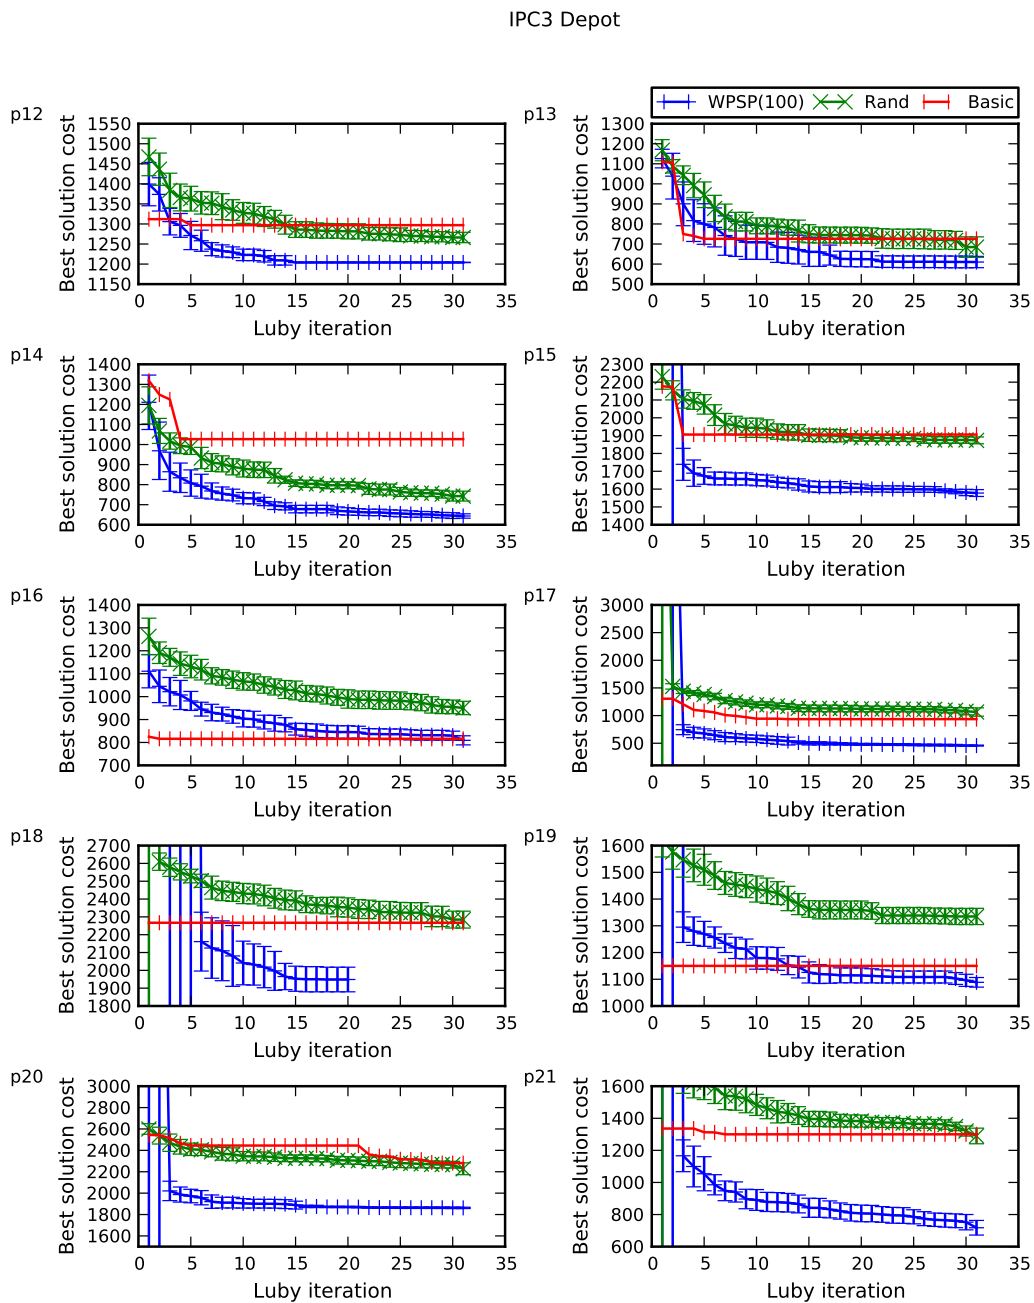 IPC3 Depot
WPSP(100) Rand Basic
p12
Best solution cost
1550
1500
1450
1400
1350
1300
1250
1200
1150
0 5 10 15 20 25 30 35
Luby iteration
p13
Best solution cost
1300
1200
1100
1000
900
800
700
600
500
0 5 10 15 20 25 30 35
Luby iteration
p14
Best solution cost
1400
1300
1200
1100
1000
900
800
700
600
0 5 10 15 20 25 30 35
Luby iteration
p15
Best solution cost
2300
2200
2100
2000
1900
1800
1700
1600
1500
1400
0 5 10 15 20 25 30 35
Luby iteration
p16
Best solution cost
1400
1300
1200
1100
1000
900
800
700
0 5 10 15 20 25 30 35
Luby iteration
p17
Best solution cost
3000
2500
2000
1500
1000
500
0 5 10 15 20 25 30 35
Luby iteration
p18
Best solution cost
2700
2600
2500
2400
2300
2200
2100
2000
1900
1800
0 5 10 15 20 25 30 35
Luby iteration
p19
Best solution cost
1600
1500
1400
1300
1200
1100
1000
0 5 10 15 20 25 30 35
Luby iteration
p20
Best solution cost
3000
2800
2600
2400
2200
2000
1800
1600
0 5 10 15 20 25 30 35
Luby iteration
p21
Best solution cost
1600
1400
1200
1000
800
600
0 5 10 15 20 25 30 35
Luby iteration